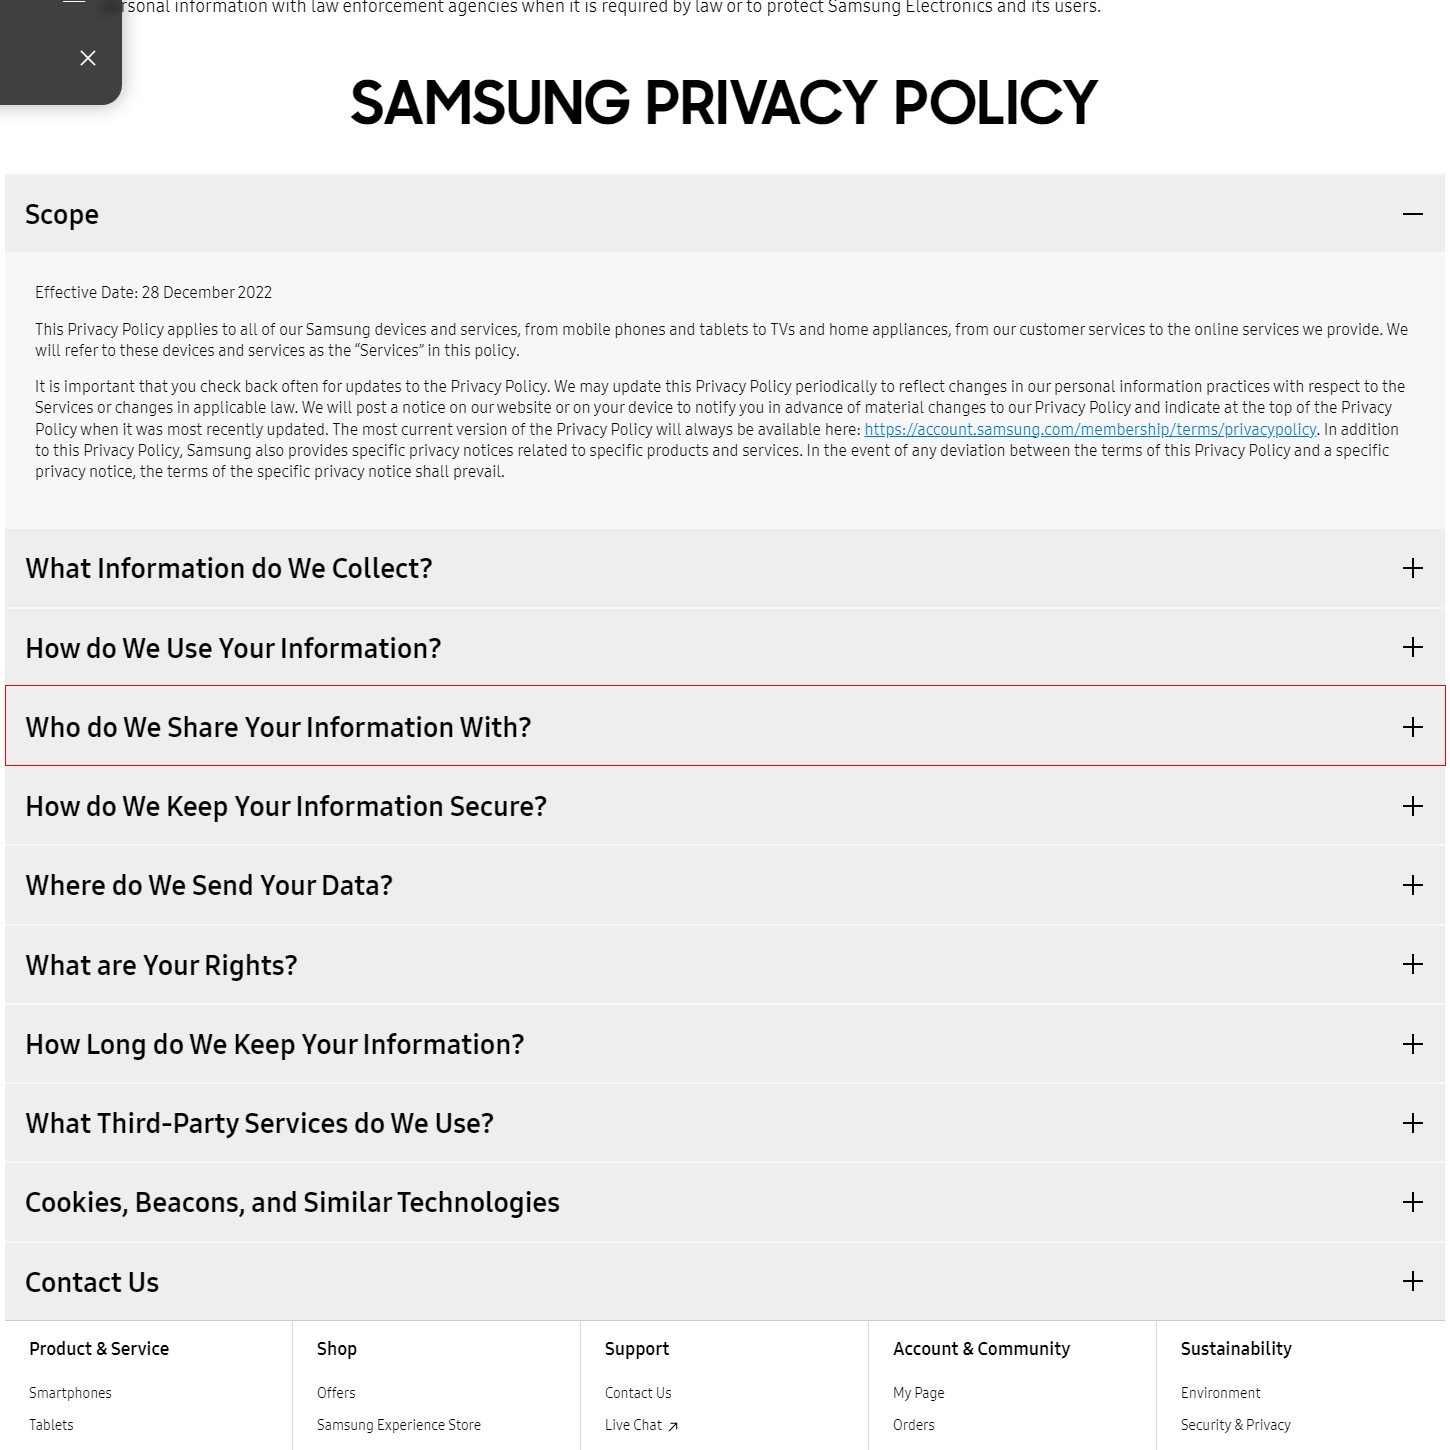 personal information with law enforcement agencies when it is required by law or to protect Samsung Electronics and its users.
SAMSUNG PRIVACY POLICY
Scope
Effective Date: 28 December 2022
This Privacy Policy applies to all of our Samsung devices and services, from mobile phones and tablets to TVs and home appliances, from our customer services to the online services we provide. We
will refer to these devices and services as the “Services” in this policy.
It is important that you check back often for updates to the Privacy Policy. We may update this Privacy Policy periodically to reflect changes in our personal information practices with respect to the
Services or changes in applicable law. We will post a notice on our website or on your device to notify you in advance of material changes to our Privacy Policy and indicate at the top of the Privacy
Policy when it was most recently updated. The most current version of the Privacy Policy will always be available here: https://account.samsung.com/membership/terms/privacypolicy. In addition
to this Privacy Policy, Samsung also provides specific privacy notices related to specific products and services. In the event of any deviation between the terms of this Privacy Policy and a specific
privacy notice, the terms of the specific privacy notice shall prevail.
What Information do We Collect?
How do We Use Your Information?
Who do We Share Your Information With?
How do We Keep Your Information Secure?
Where do We Send Your Data?
What are Your Rights?
How Long do We Keep Your Information?
What Third-Party Services do We Use?
Cookies, Beacons, and Similar Technologies
Contact Us
Product & Service
Smartphones
Tablets
Shop
Offers
Samsung Experience Store
Support
Contact Us
Live Chat
Account & Community
My Page
Orders
Sustainability
Environment
Security & Privacy